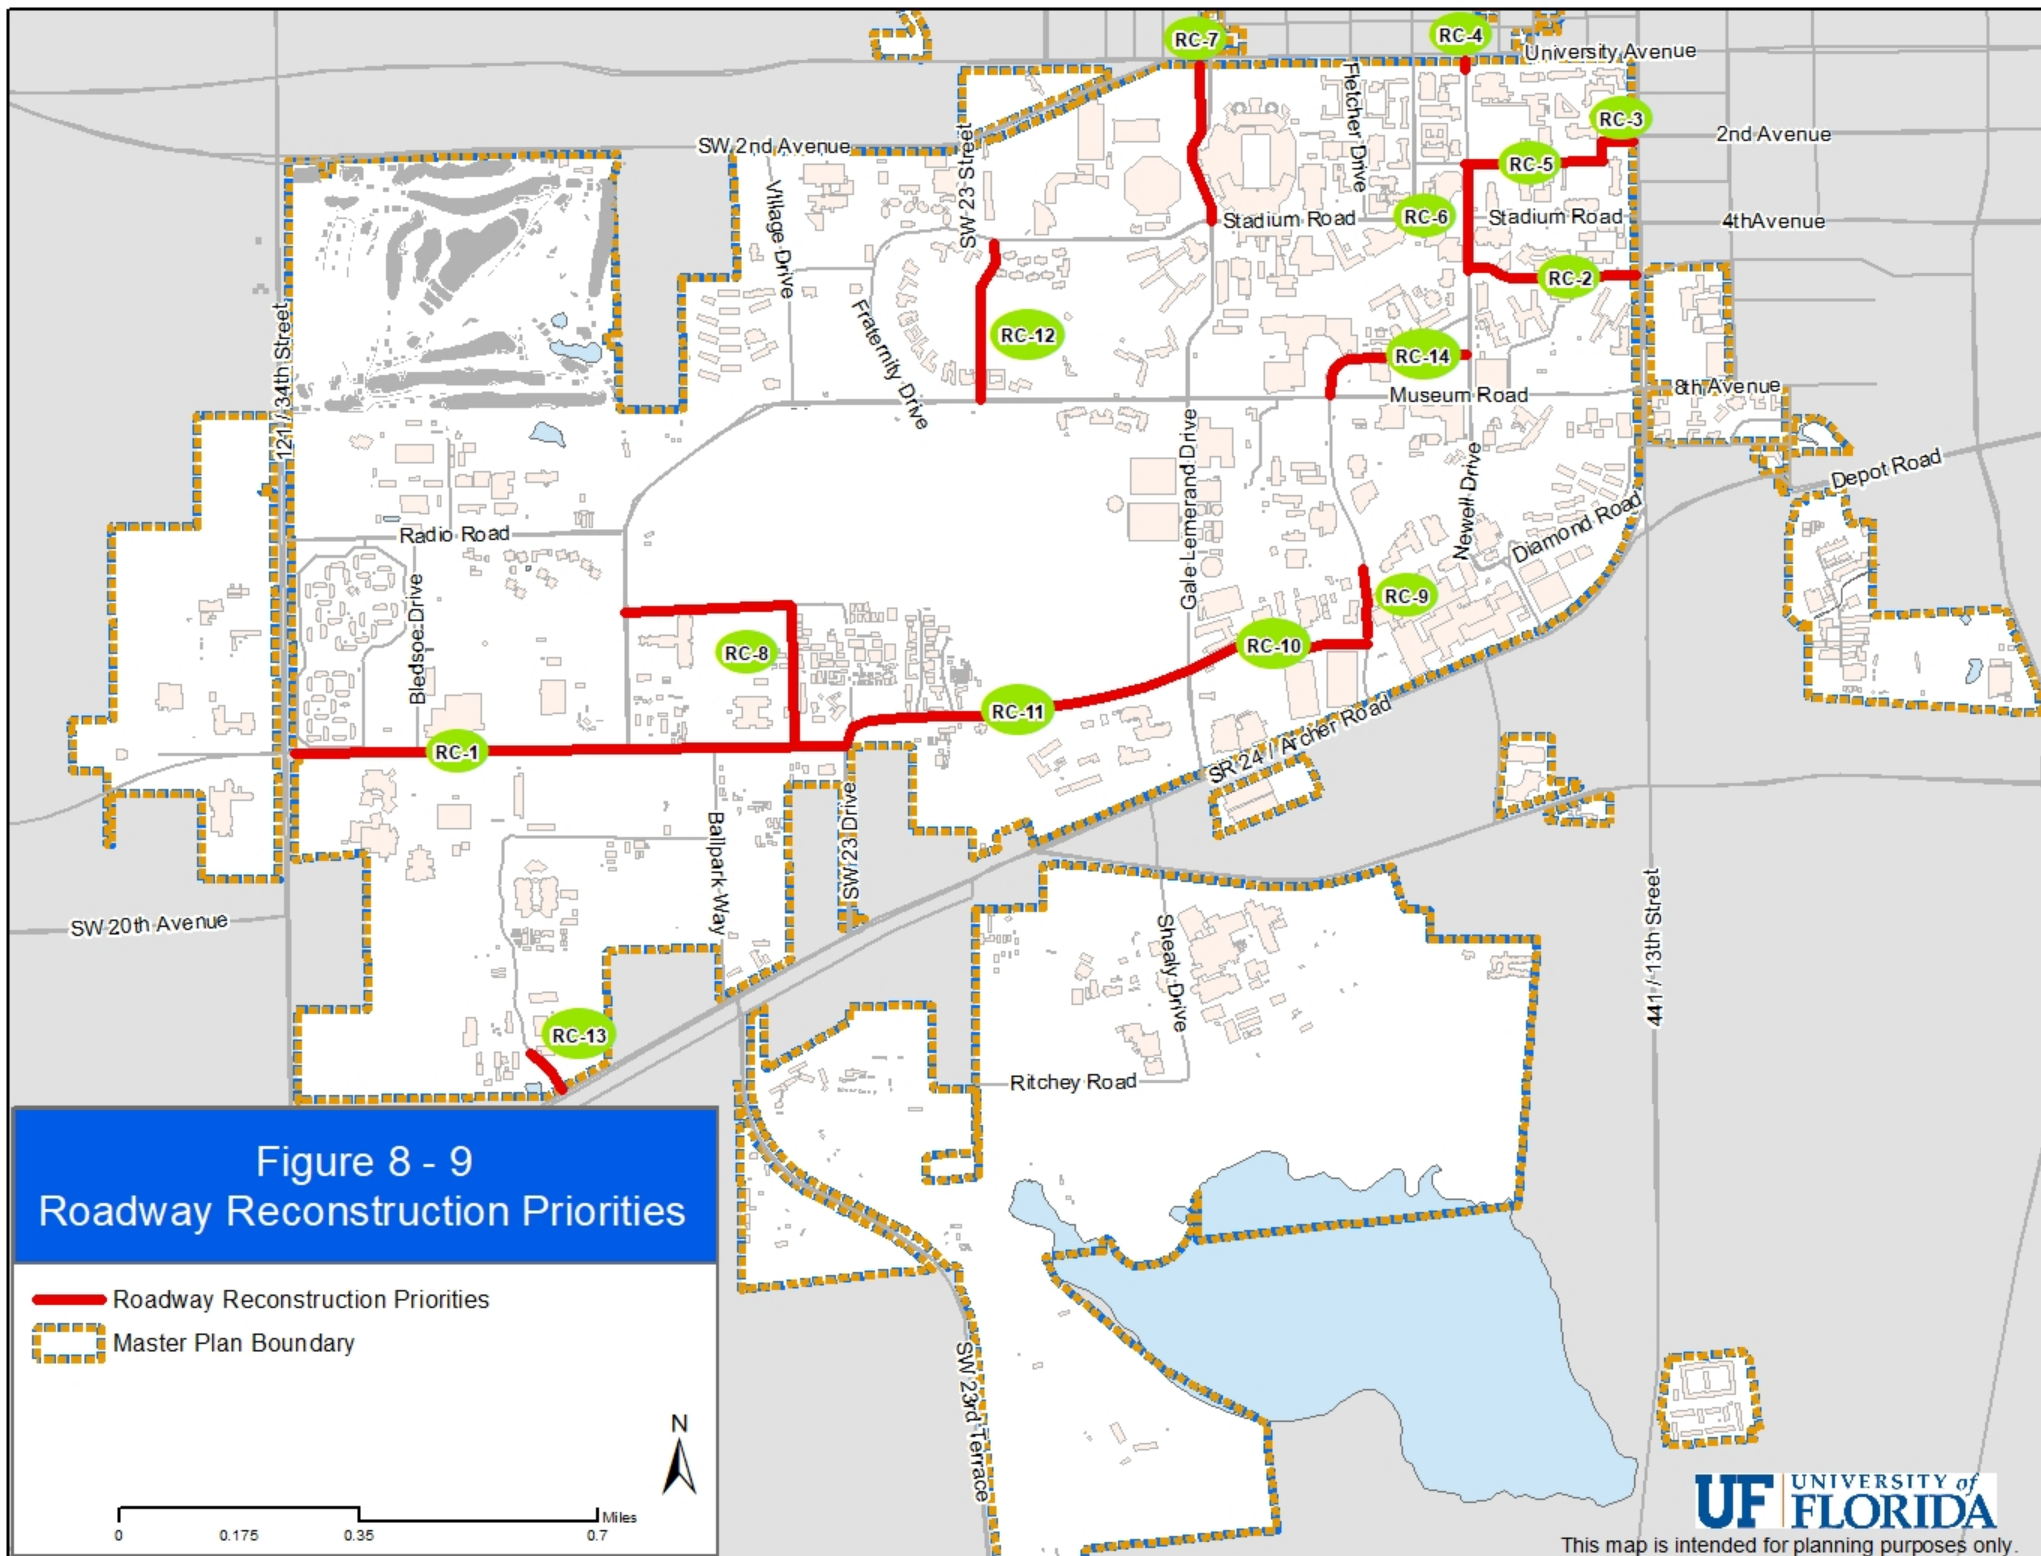 RC-7
RC-4
University Avenue
RC-3
2nd Avenue
SW 2nd Avenue
SW 23 Street
Fletcher Drive
RC-5
Village Drive
Stadium Road
RC-6
Stadium Road
4thAvenue
RC-2
RC-12
Fraternity Drive
121 / 34th Street
RC-14
Museum Road
8th Avenue
Gale Lemerand Drive
Newell Drive
Depot Road
Diamond Road
Radio Road
Bledsoe Drive
RC-9
RC-8
RC-10
RC-11
RC-1
SR 24 / Archer Road
Ballpark Way
SW 23 Drive
SW 20th Avenue
Shealy Drive
441 / 13th Street
RC-13
Ritchey Road
SW 23rd Terrace
Figure 8 - 9
Roadway Reconstruction Priorities
Roadway Reconstruction Priorities
Master Plan Boundary
N
Miles
0 0.175 0.35 0.7
UF UNIVERSITY of
FLORIDA
This map is intended for planning purposes only.